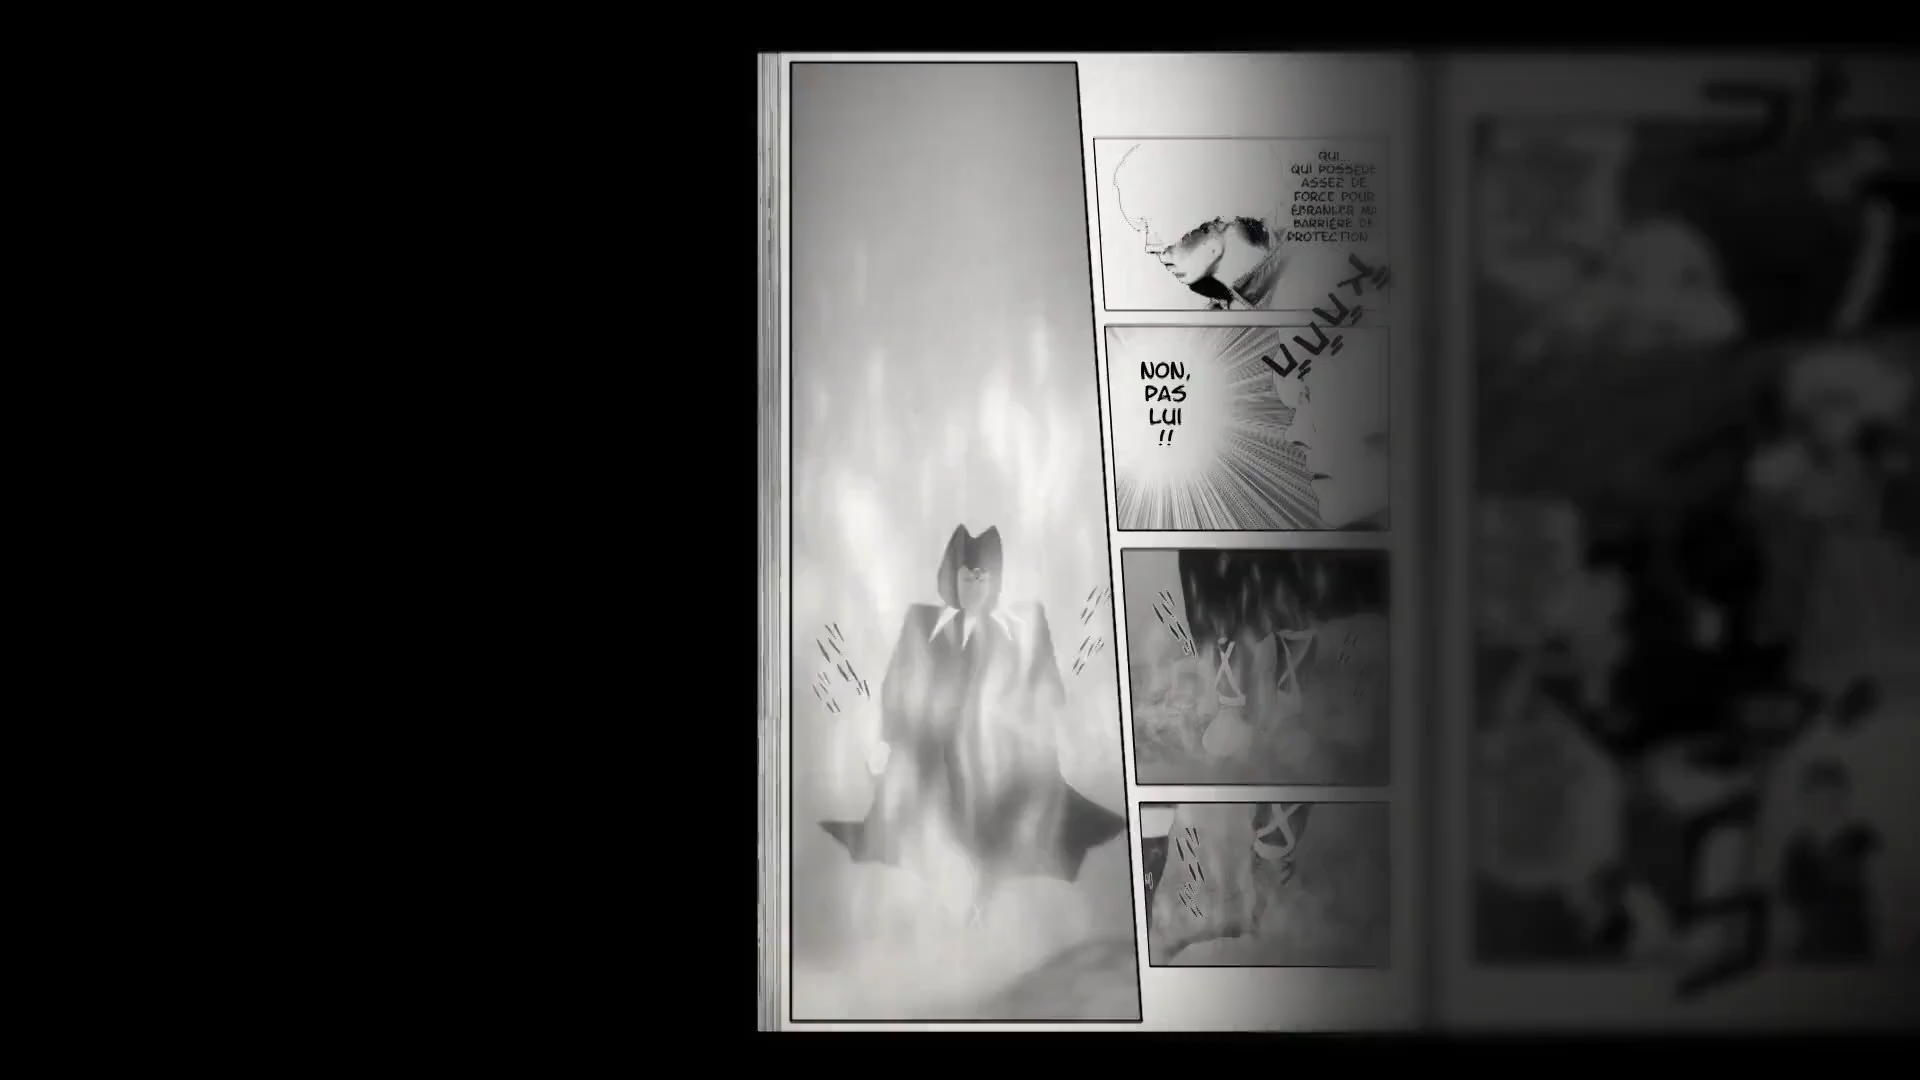 QUI...
QUI POSSÈDE
ASSEZ DE
FORCE POUR
ÉBRANLER MA
BARRIÈRE DE
PROTECTION
NON,
PAS
LUI
!!